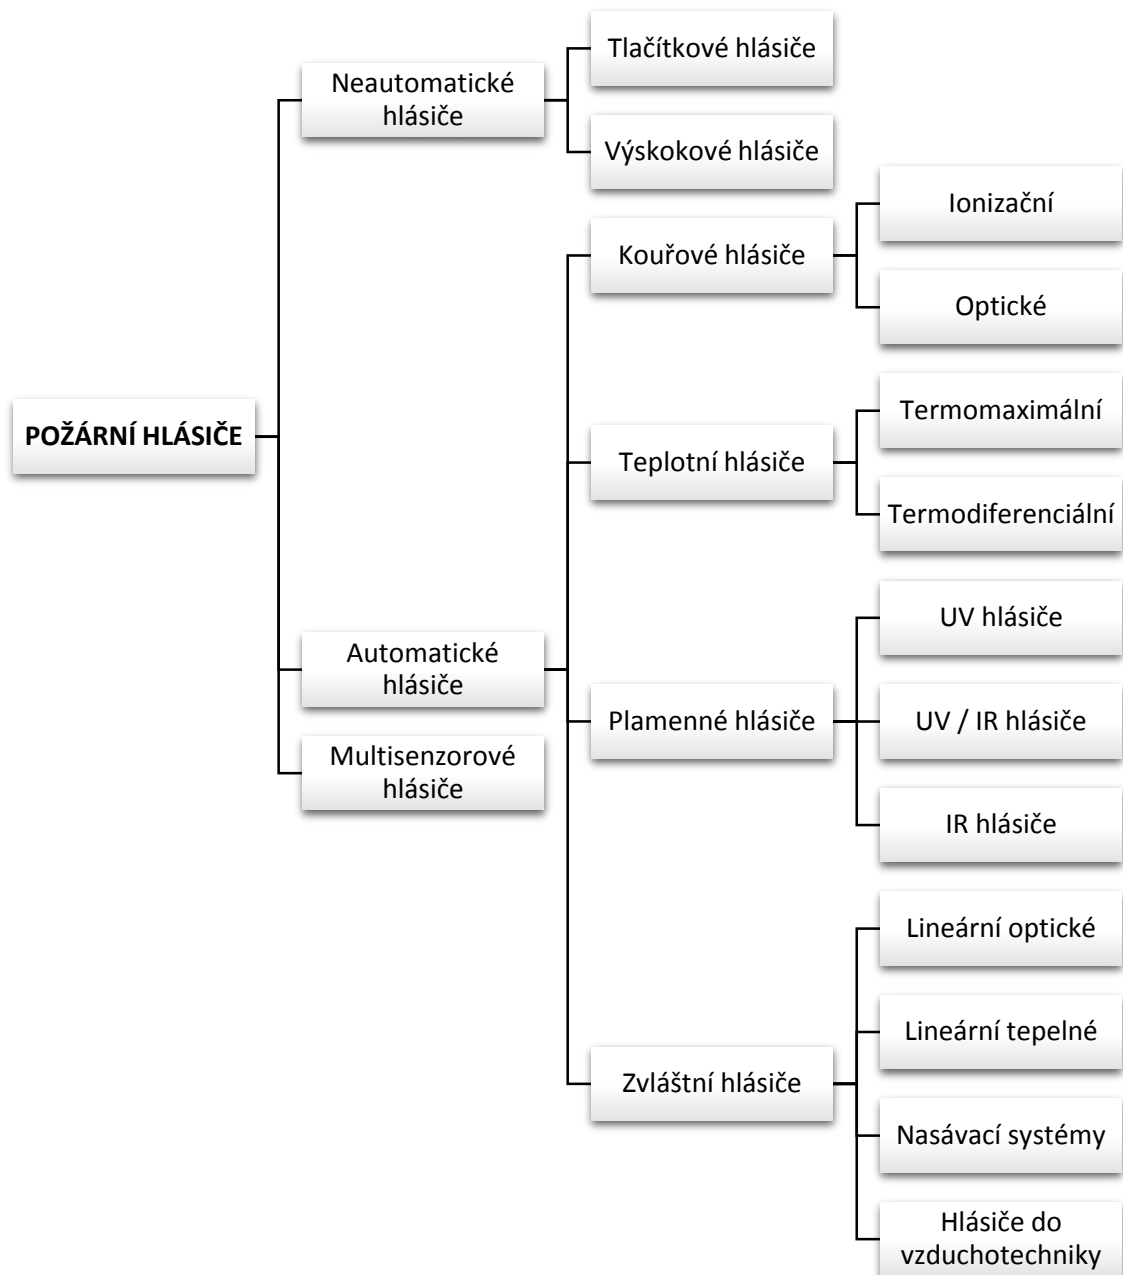 POŽÁRNÍ HLÁSIČE
Neautomatické
hlásiče
Tlačítkové hlásiče
Výskokové hlásiče
Automatické
hlásiče
Kouřové hlásiče
Ionizační
Optické
Teplotní hlásiče
Termomaximální
Termodiferenciální
Plamenné hlásiče
UV hlásiče
UV / IR hlásiče
IR hlásiče
Zvláštní hlásiče
Lineární optické
Lineární tepelné
Nasávací systémy
Hlásiče do
vzduchotechniky
Multisenzorové
hlásiče